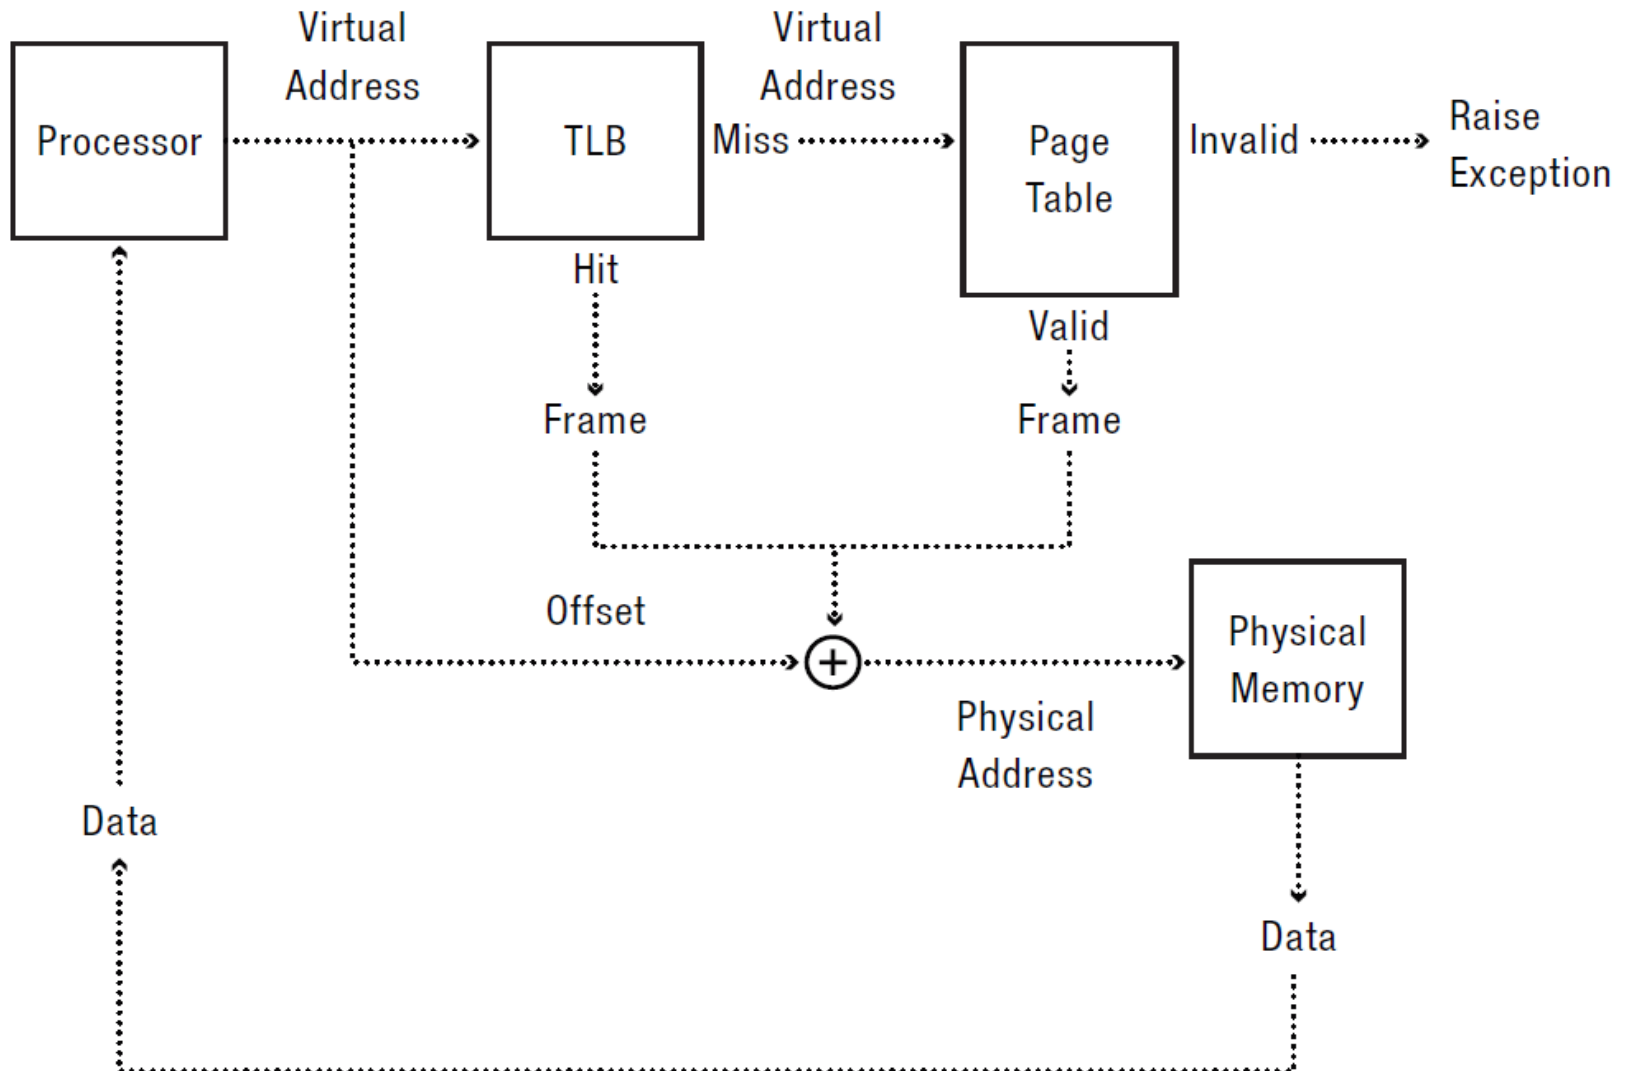 Virtual
Address
Virtual
Address
Processor
TLB
Miss
Page
Table
Invalid
Raise
Exception
Hit
Valid
Frame
Frame
Offset
+
Physical
Memory
Physical
Address
Data
Data